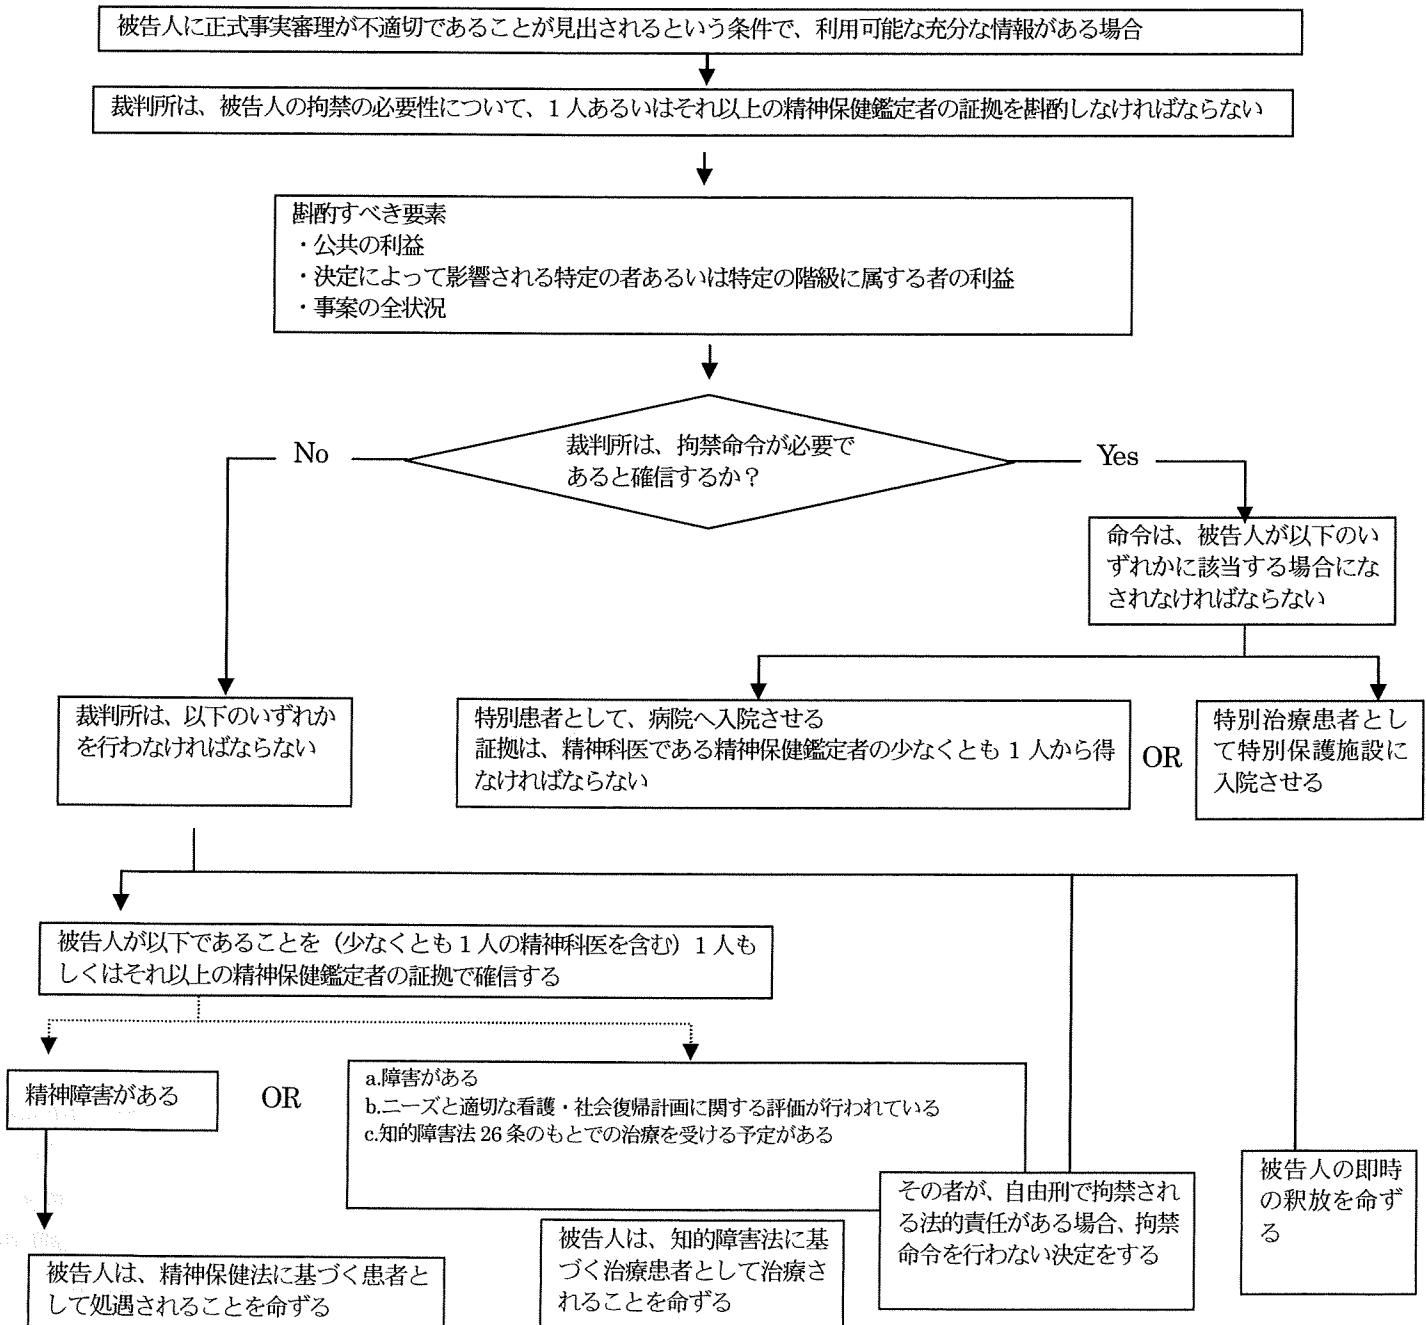 被告人に正式事実審理が不適切であることが見出されるという条件で、利用可能な充分な情報がある場合
裁判所は、被告人の拘禁の必要性について、1人あるいはそれ以上の精神保健鑑定者の証拠を斟酌しなければならない
斟酌すべき要素
・公共の利益
・決定によって影響される特定の者あるいは特定の階級に属する者の利益
・事案の全状況
裁判所は、拘禁命令が必要で
あると確信するか?
No
Yes
命令は、被告人が以下のい
ずれかに該当する場合にな
されなければならない
裁判所は、以下のいずれか
を行わなければならない
特別患者として、病院へ入院させる
証拠は、精神科医である精神保健鑑定者の少なくとも1人から得
なければならない
OR
特別治療患者とし
て特別保護施設に
入院させる
被告人が以下であることを(少なくとも1人の精神科医を含む)1人も
しくはそれ以上の精神保健鑑定者の証拠で確信する
精神障害がある
OR
a.障害がある
b.ニーズと適切な看護・社会復帰計画に関する評価が行われている
c.知的障害法26条のもとでの治療を受ける予定がある
その者が、自由刑で拘禁され
る法的責任がある場合、拘禁
命令を行わない決定をする
被告人の即時
の釈放を命ず
る
被告人は、精神保健法に基づく患者と
して処遇されることを命ずる
被告人は、知的障害法に基
づく治療患者として治療さ
れることを命ずる